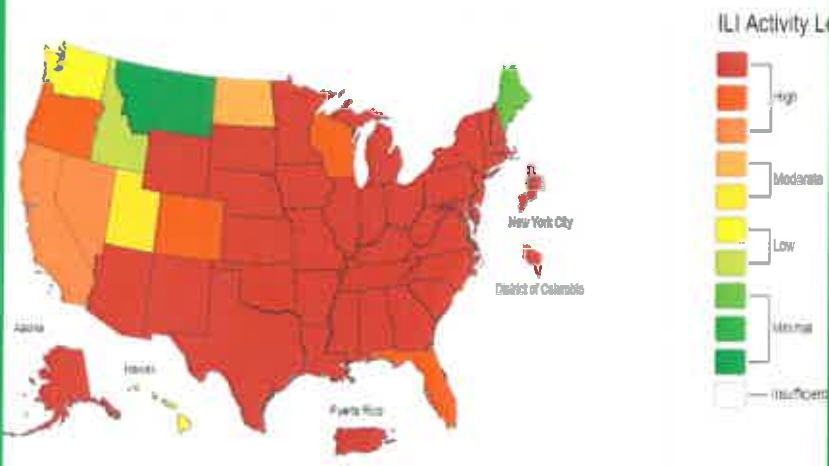 ILI Activity Le
High
Moderate
Low
Minimal
New York City
District of Columbia
Alaska
Hawaii
Puerto Rico